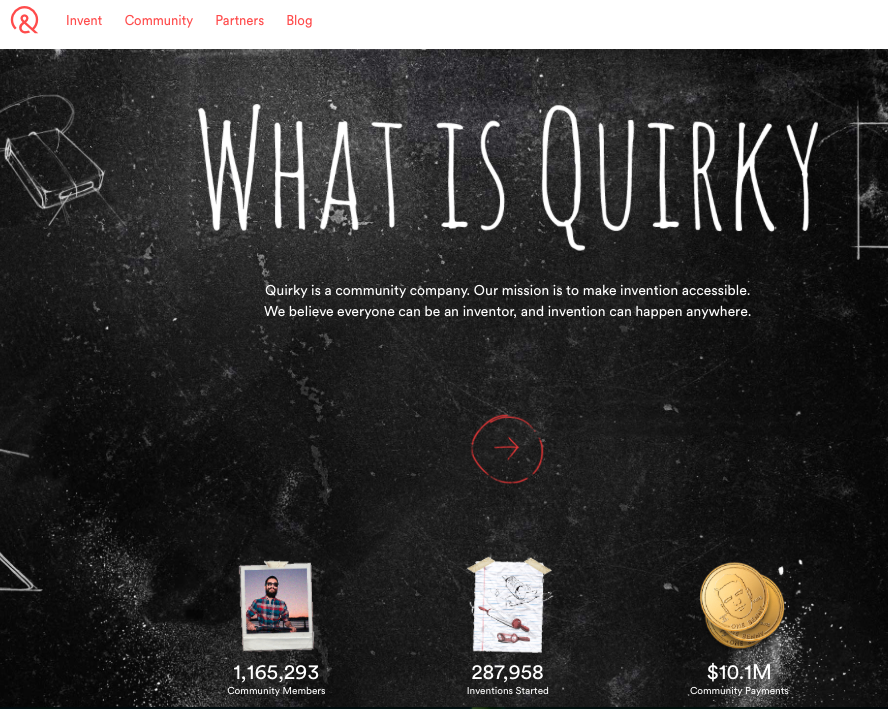 Invent Community Partners Blog
WHAT IS QUIRKY
Quirky is a community company. Our mission is to make invention accessible.
We believe everyone can be an inventor, and invention can happen anywhere.
1,165,293 287,958 $10.1M
Community Members Inventions Started Community Payments